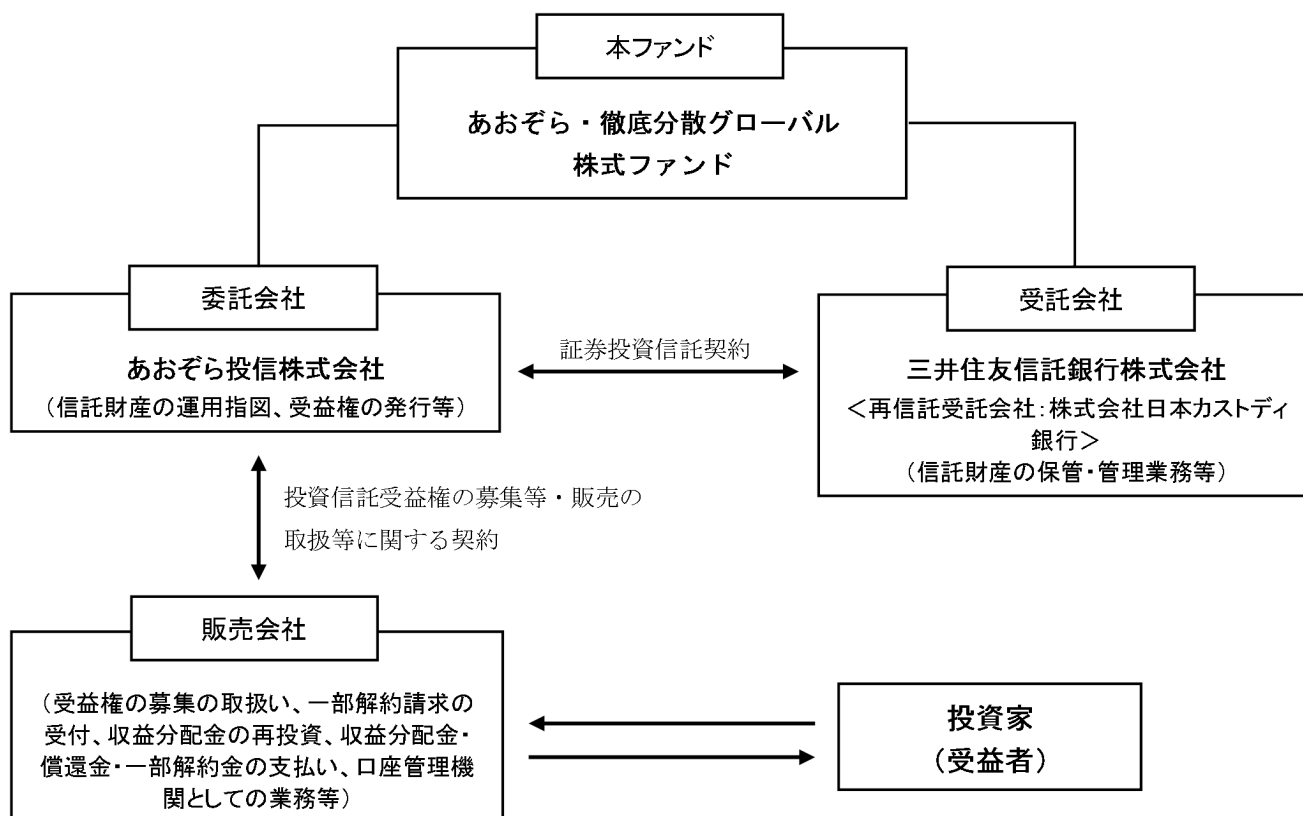 本ファンド
あおぞら・徹底分散グローバル
株式ファンド
委託会社
あおぞら投信株式会社
（信託財産の運用指図、受益権の発行等）
証券投資信託契約
受託会社
三井住友信託銀行株式会社
＜再信託受託会社：株式会社日本カストディ
銀行＞
（信託財産の保管・管理業務等）
投資信託受益権の募集等・販売の
取扱等に関する契約
販売会社
（受益権の募集の取扱い、一部解約請求の
受付、収益分配金の再投資、収益分配金・
償還金・一部解約金の支払い、口座管理機
関としての業務等）
投資家
（受益者）